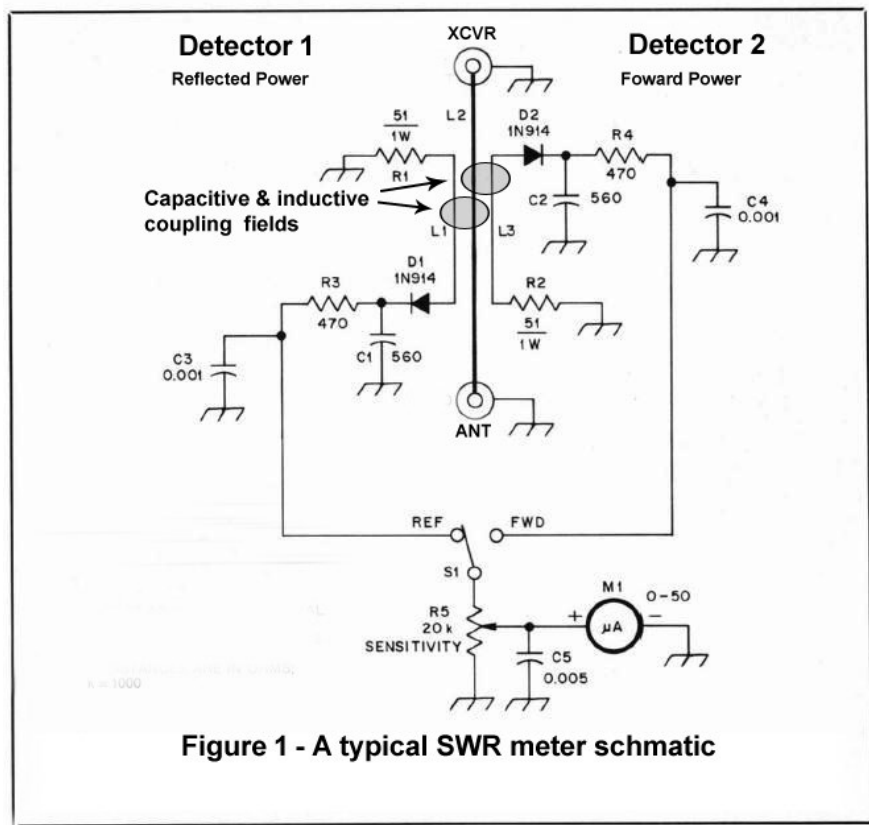 Detector 1
Reflected Power
XCVR
Detector 2
Foward Power
L2
51
1W
R1
D2
1N914
R4
470
C2
560
C4
0.001
Capacitive & inductive
coupling fields
L1
L3
D1
1N914
R3
470
C1
560
R2
51
1W
C3
0.001
ANT
REF
FWD
S1
R5
20 k
SENSITIVITY
M1
0-50
+
µA
-
C5
0.005
k = 1000
Figure 1 - A typical SWR meter schmatic